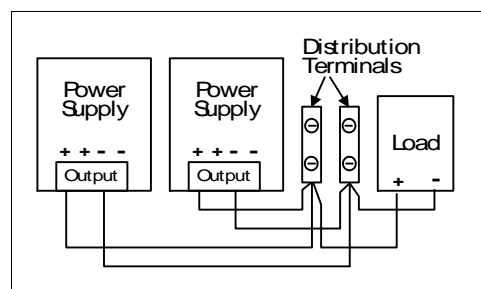 Distribution
Terminals
Power
Supply
Power
Supply
Load
+ + - -
+ + - -
+ -
Output
Output